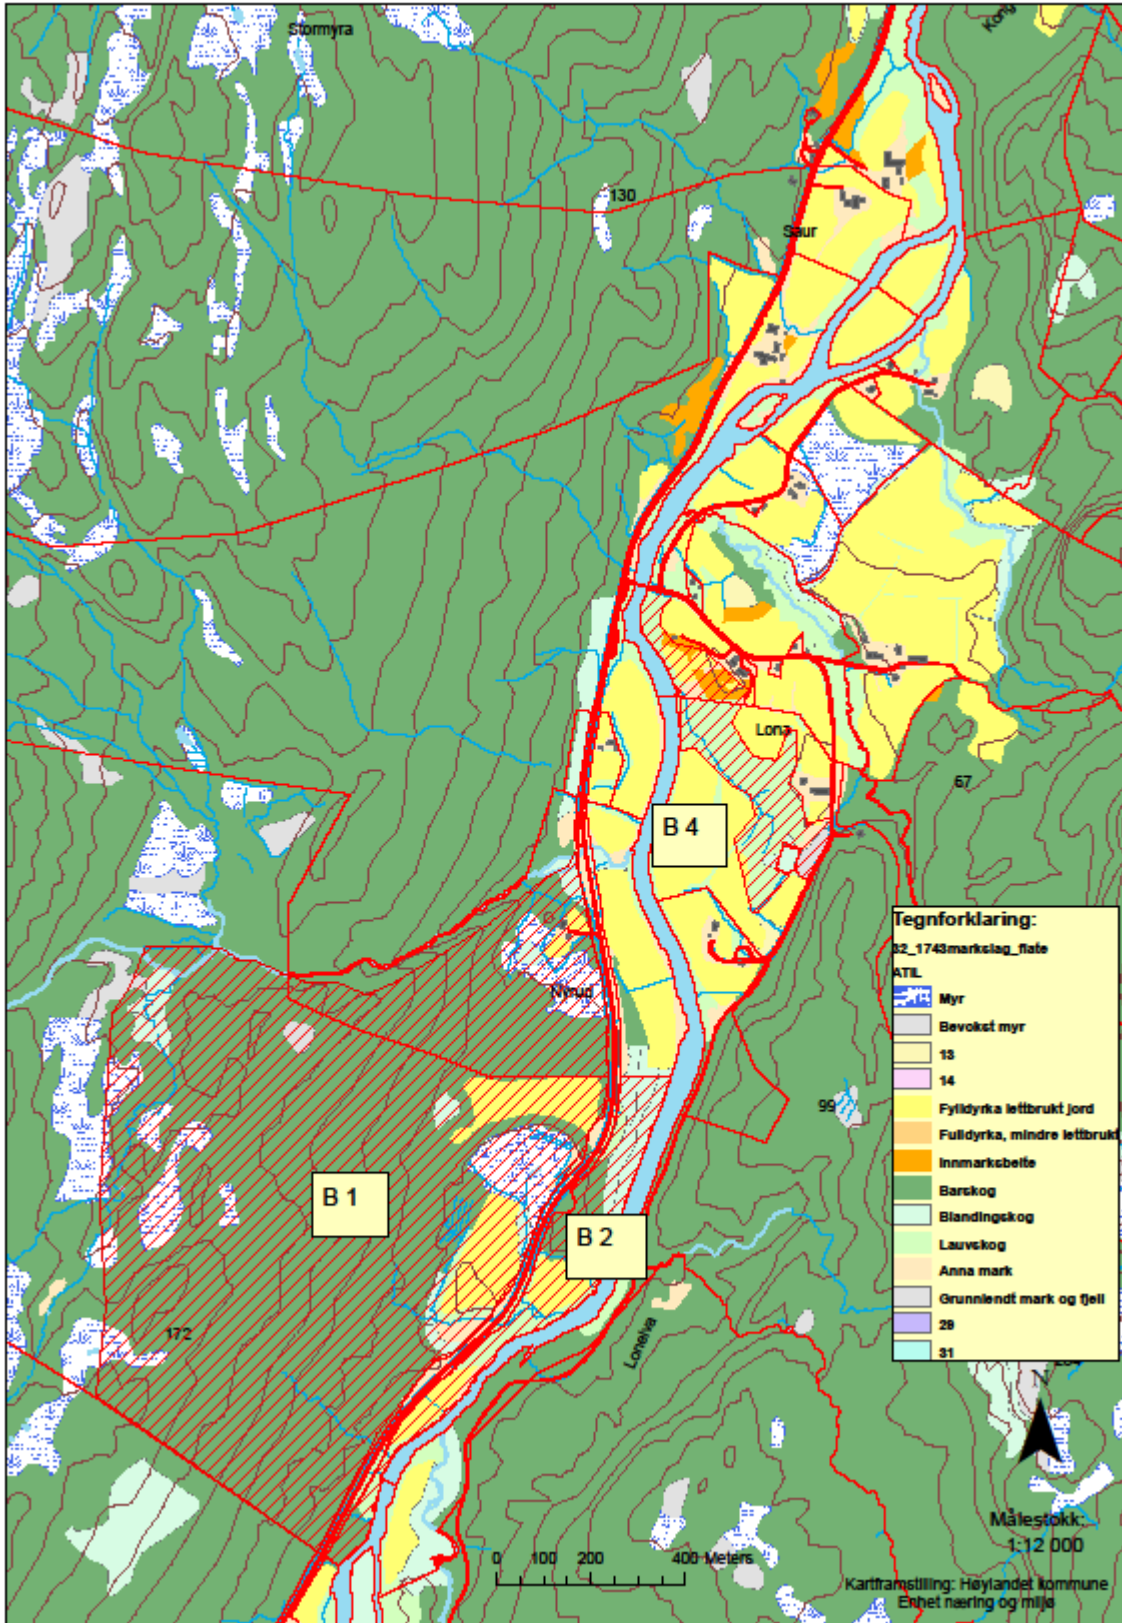 Stormyra
130
Saur
Lona
67
B 4
Nyrud
99
B 1
B 2
172
Lonelva
Tegnforklaring:
32_1743markslag_flate
ATIL
Myr
Bevokst myr
13
14
Fylldyrka lettbrukt jord
Fulldyrka, mindre lettbrukt
Innmarksbeite
Barskog
Blandingskog
Lauvskog
Anna mark
Grunnlendt mark og fjell
29
31
N
Målestokk:
1:12 000
0 100 200 400 Meters
Kartframstilling: Høylandet kommune
Enhet næring og miljø